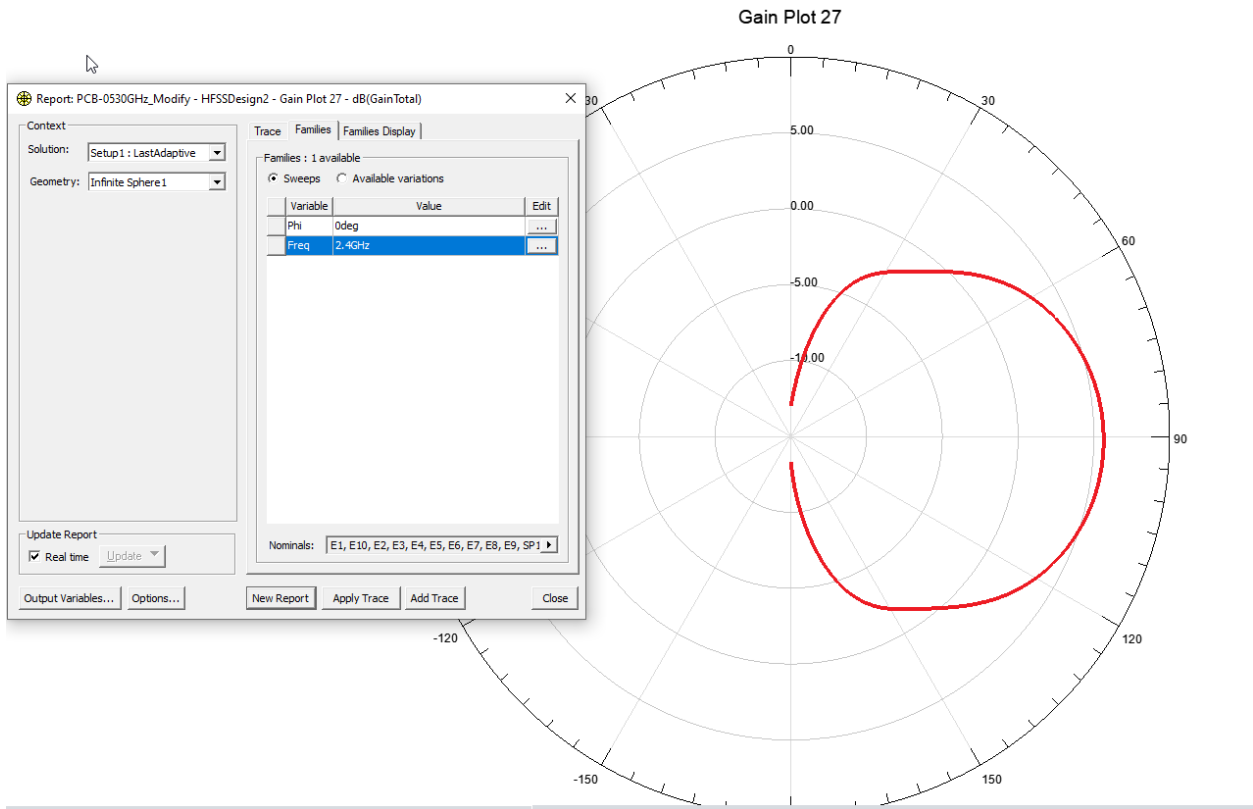 Gain Plot 27
Report: PCB-0530GHz_Modify - HFSSDesign2 - Gain Plot 27 - dB(GainTotal)
Context
Solution: Setup1 : LastAdaptive
Geometry: Infinite Sphere1
Trace Families Families Display
Families : 1 available
Sweeps Available variations
Variable Value Edit
Phi 0deg ...
Freq 2.4GHz ...
Nominals: E1, E10, E2, E3, E4, E5, E6, E7, E8, E9, SP1
Update Report
Real time Update
Output Variables... Options... New Report Apply Trace Add Trace Close
0
30
30
5.00
0.00
60
-5.00
-10.00
90
-120
120
-150
150